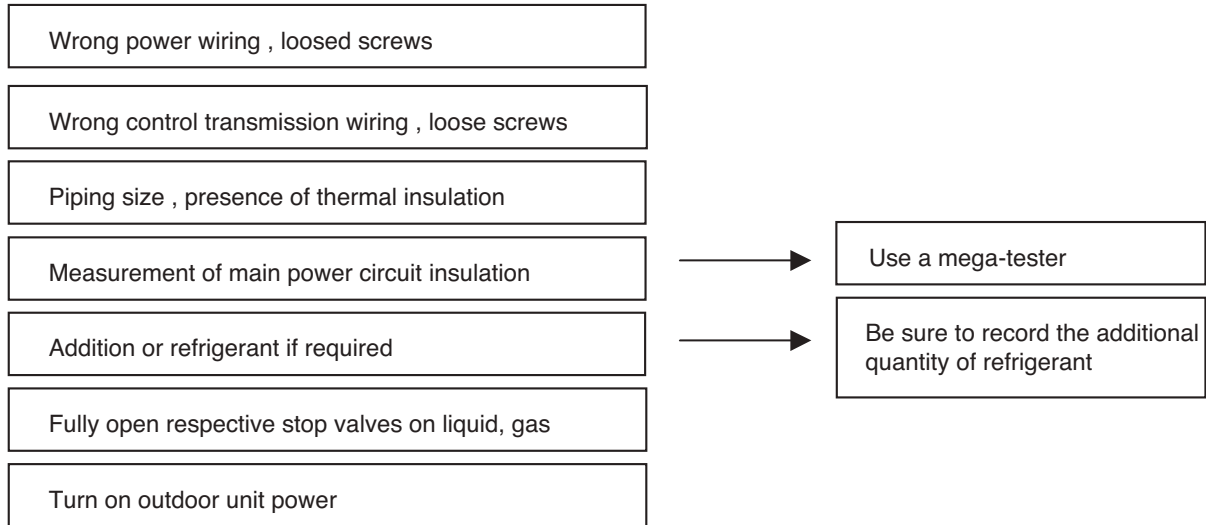 Wrong power wiring , loosed screws
Wrong control transmission wiring , loose screws
Piping size , presence of thermal insulation
Measurement of main power circuit insulation
Use a mega-tester
Addition or refrigerant if required
Be sure to record the additional
quantity of refrigerant
Fully open respective stop valves on liquid, gas
Turn on outdoor unit power